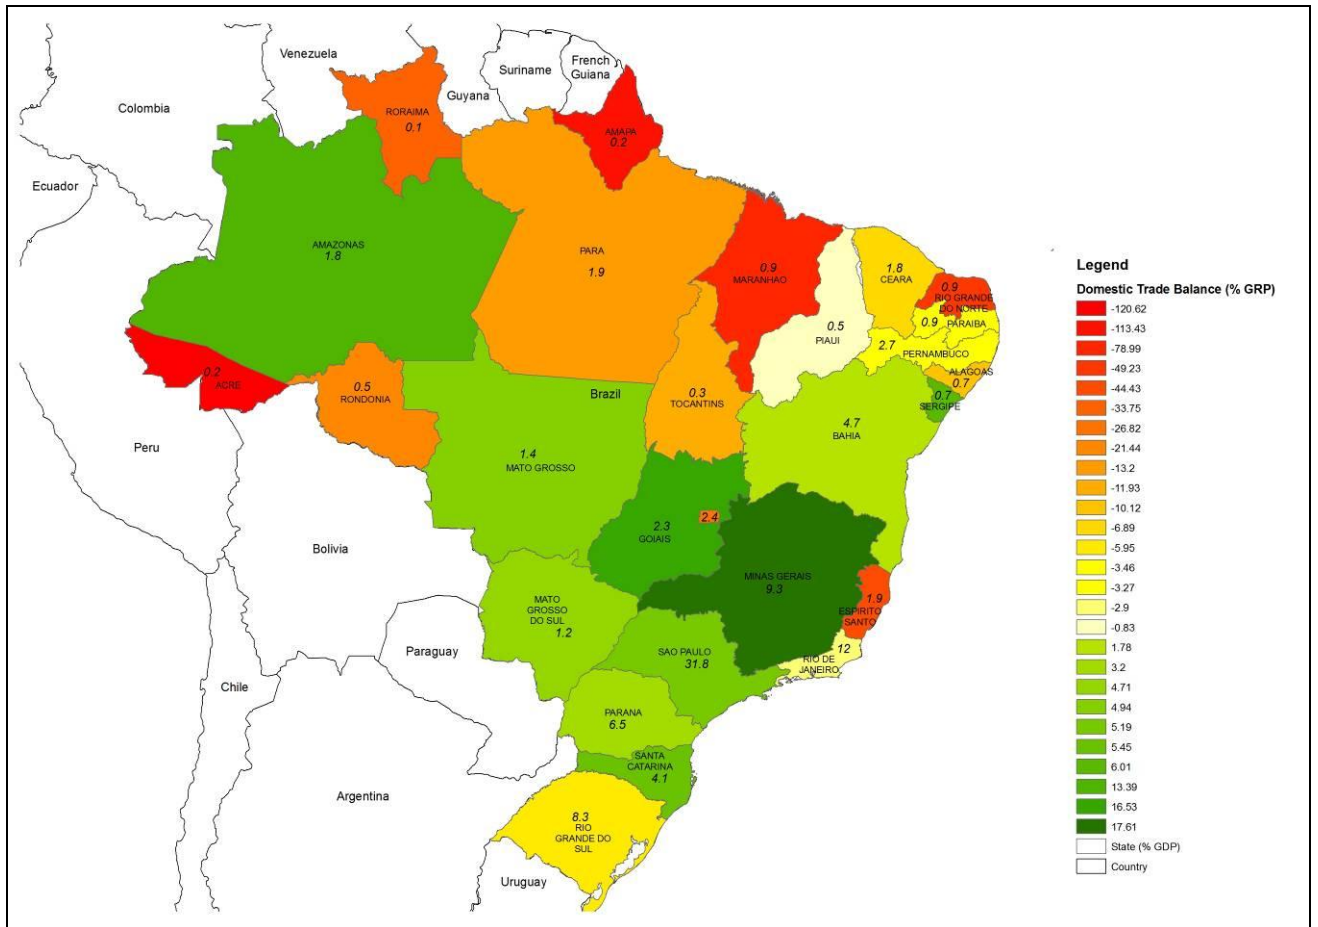 Venezuela
Suriname
French
Guiana
Guyana
Colombia
RORAIMA
0.1
AMAPA
0.2
Ecuador
AMAZONAS
1.8
PARA
1.9
0.9
MARANHAO
1.8
CEARA
0.9
RIO GRANDE
DO NORTE
0.9
PARAIBA
0.5
PIAUI
2.7
PERNAMBUCO
ALAGOAS
0.7
0.7
SERGIPE
0.2
ACRE
0.5
RONDONIA
Brazil
0.3
TOCANTINS
4.7
BAHIA
Peru
1.4
MATO GROSSO
2.4
2.3
GOIAIS
Bolivia
MINAS GERAIS
9.3
1.9
ESPIRITO
SANTO
MATO
GROSSO
DO SUL
1.2
Paraguay
SAO PAULO
31.8
12
RIO DE
JANEIRO
Chile
PARANA
6.5
SANTA
CATARINA
4.1
Argentina
8.3
RIO
GRANDE DO
SUL
Uruguay
Legend
Domestic Trade Balance (% GRP)
-120.62
-113.43
-78.99
-49.23
-44.43
-33.75
-26.82
-21.44
-13.2
-11.93
-10.12
-6.89
-5.95
-3.46
-3.27
-2.9
-0.83
1.78
3.2
4.71
4.94
5.19
5.45
6.01
13.39
16.53
17.61
State (% GDP)
Country